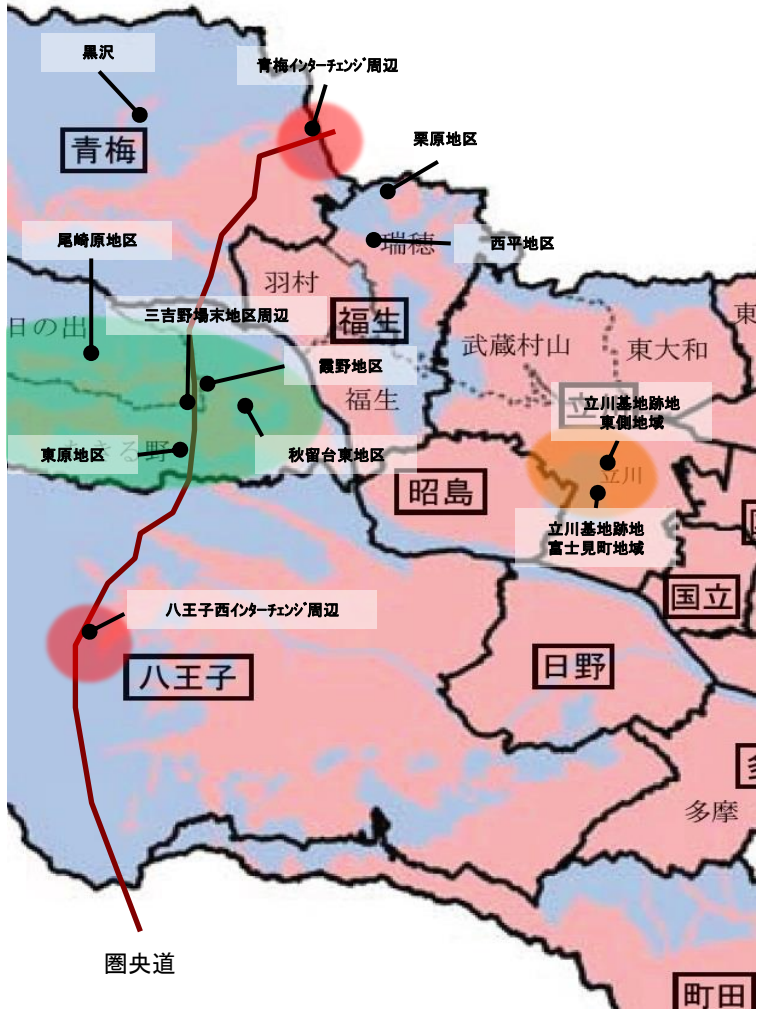 黒沢
青梅インターチェンジ周辺
栗原地区
青梅
尾崎原地区
西平地区
瑞穂
羽村
三吉野場末地区周辺
福生
日の出
武蔵村山
東大和
東
霞野地区
福生
立川基地跡地
東側地域
東原地区
きる野
秋留台東地区
立川
昭島
立川基地跡地
富士見町地域
国立
八王子西インターチェンジ周辺
八王子
日野
多摩
圏央道
町田